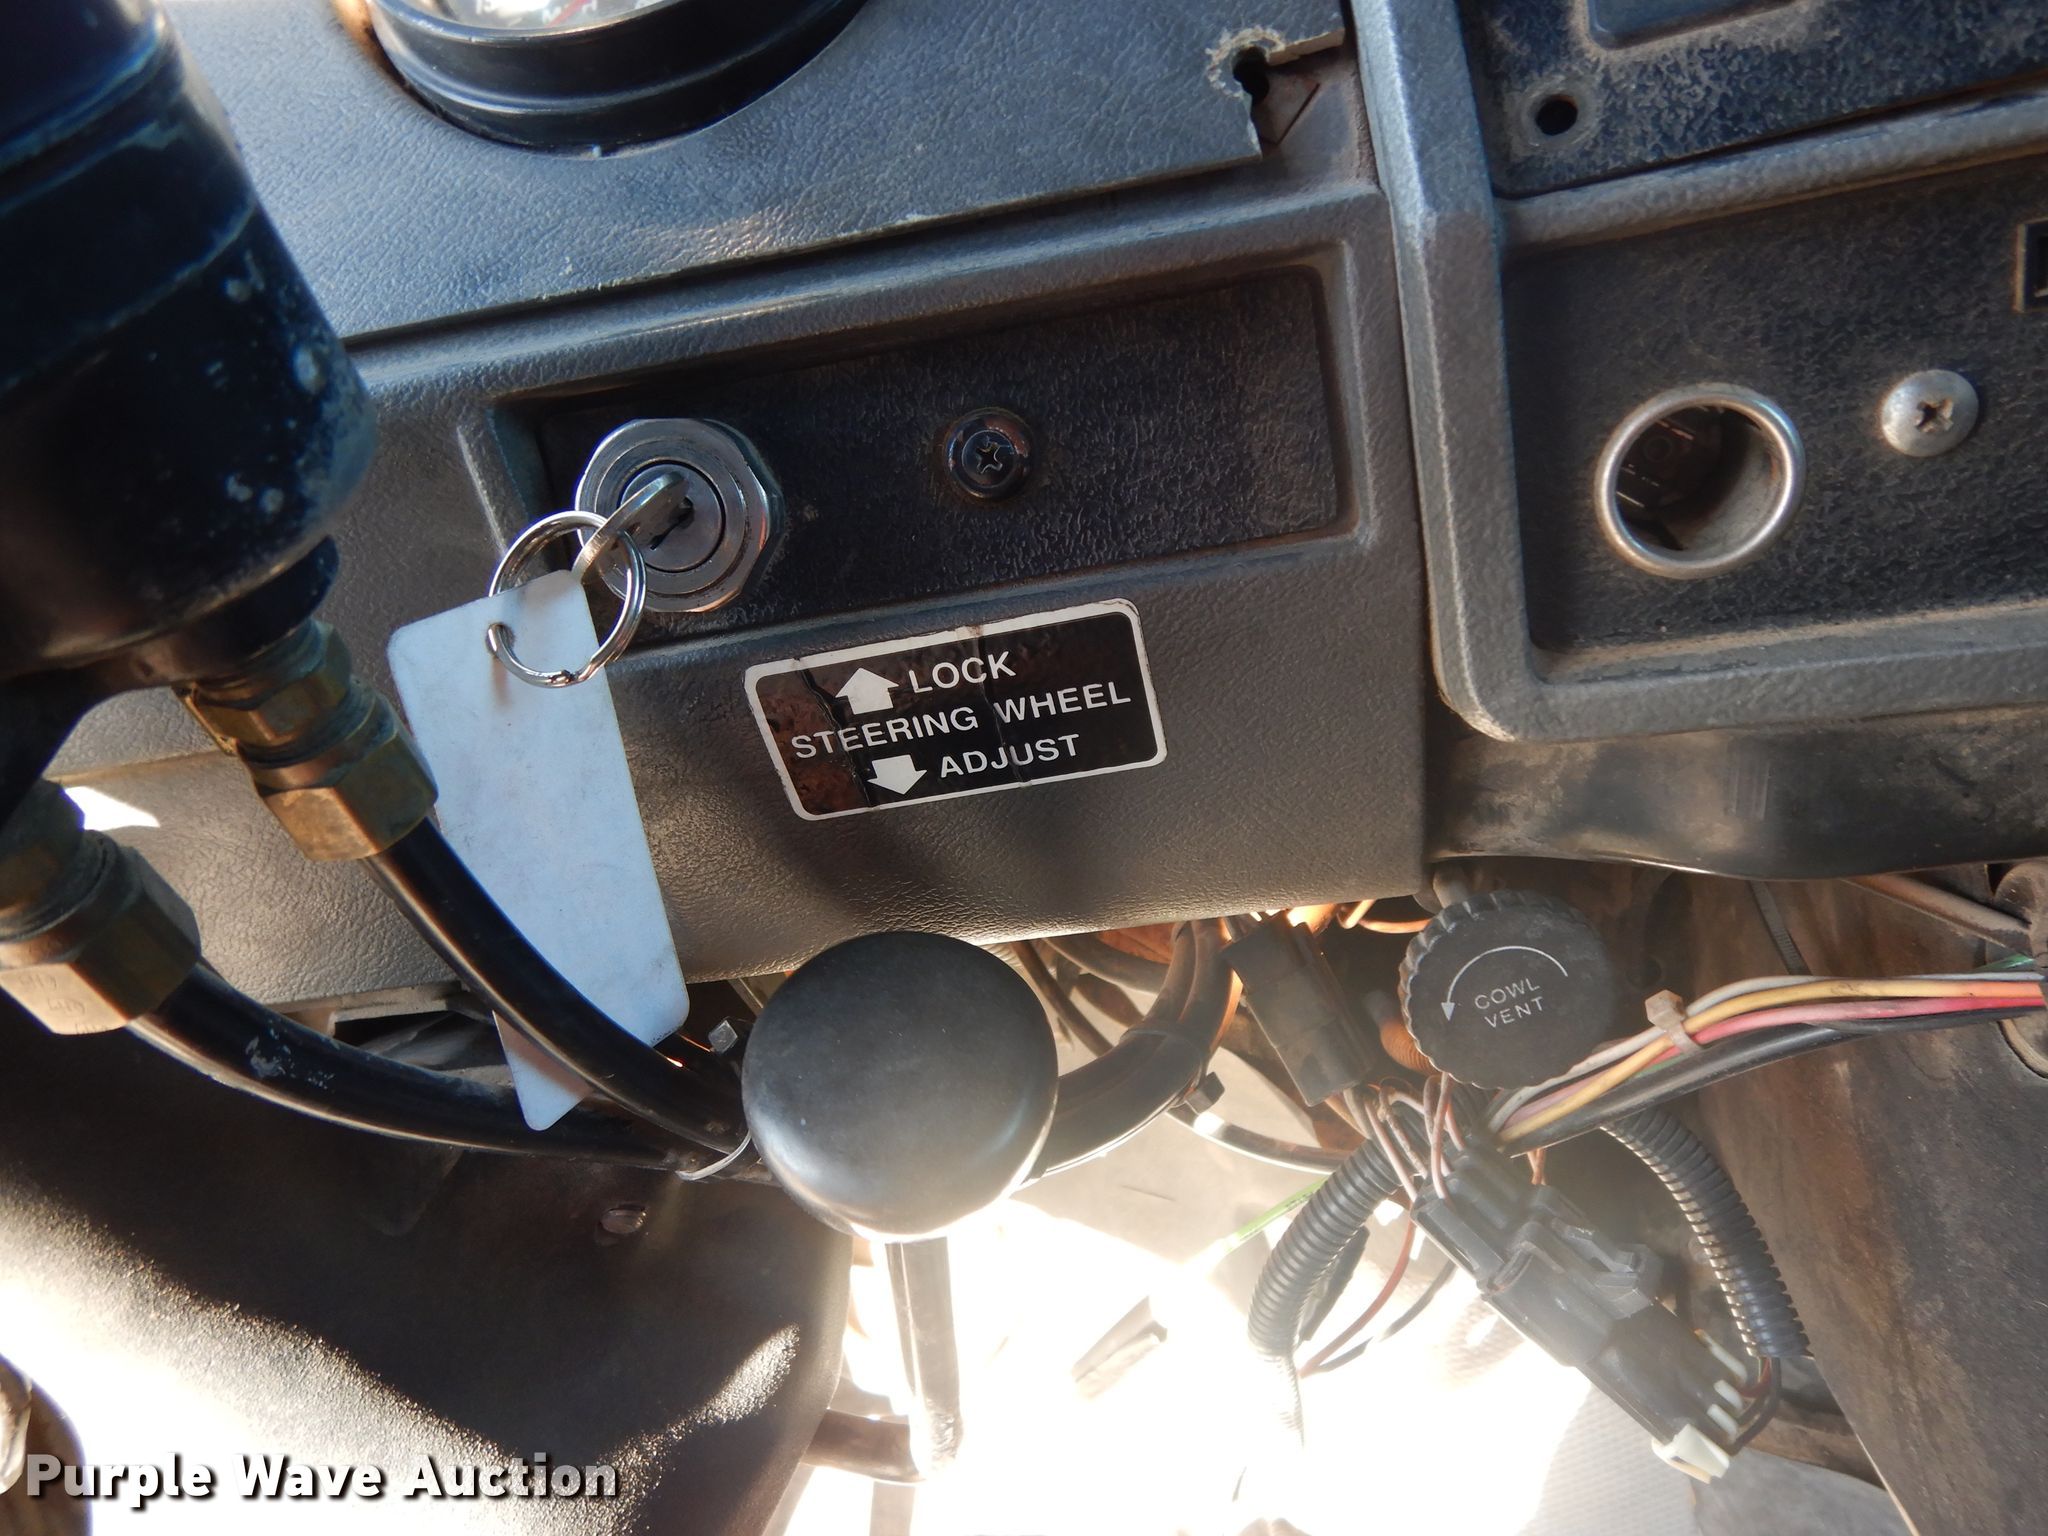 LOCK
STEERING WHEEL
ADJUST
COWL
VENT
Purple Wave Auction